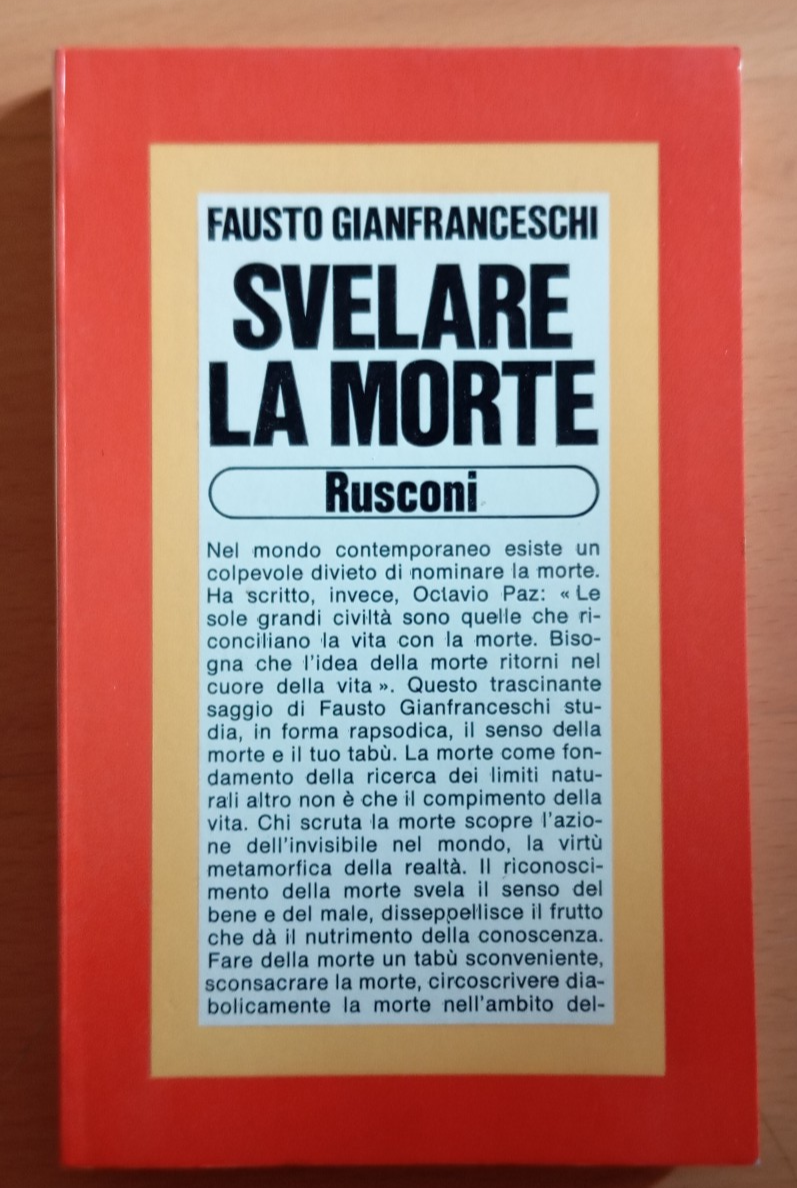 FAUSTO GIANFRANCESCHI
SVELARE
LA MORTE
Rusconi
Nel mondo contemporaneo esiste un
colpevole divieto di nominare la morte.
Ha scritto, invece, Octavio Paz: « Le
sole grandi civiltà sono quelle che ri-
conciliano la vita con la morte. Biso-
gna che l'idea della morte ritorni nel
cuore della vita ». Questo trascinante
saggio di Fausto Gianfranceschi stu-
dia, in forma rapsodica, il senso della
morte e il tuo tabù. La morte come fon-
damento della ricerca dei limiti natu-
rali altro non è che il compimento della
vita. Chi scruta la morte scopre l'azio-
ne dell'invisibile nel mondo, la virtù
metamorfica della realtà. Il riconosci-
mento della morte svela il senso del
bene e del male, disseppellisce il frutto
che dà il nutrimento della conoscenza.
Fare della morte un tabù sconveniente,
sconsacrare la morte, circoscrivere dia-
bolicamente la morte nell'ambito del-